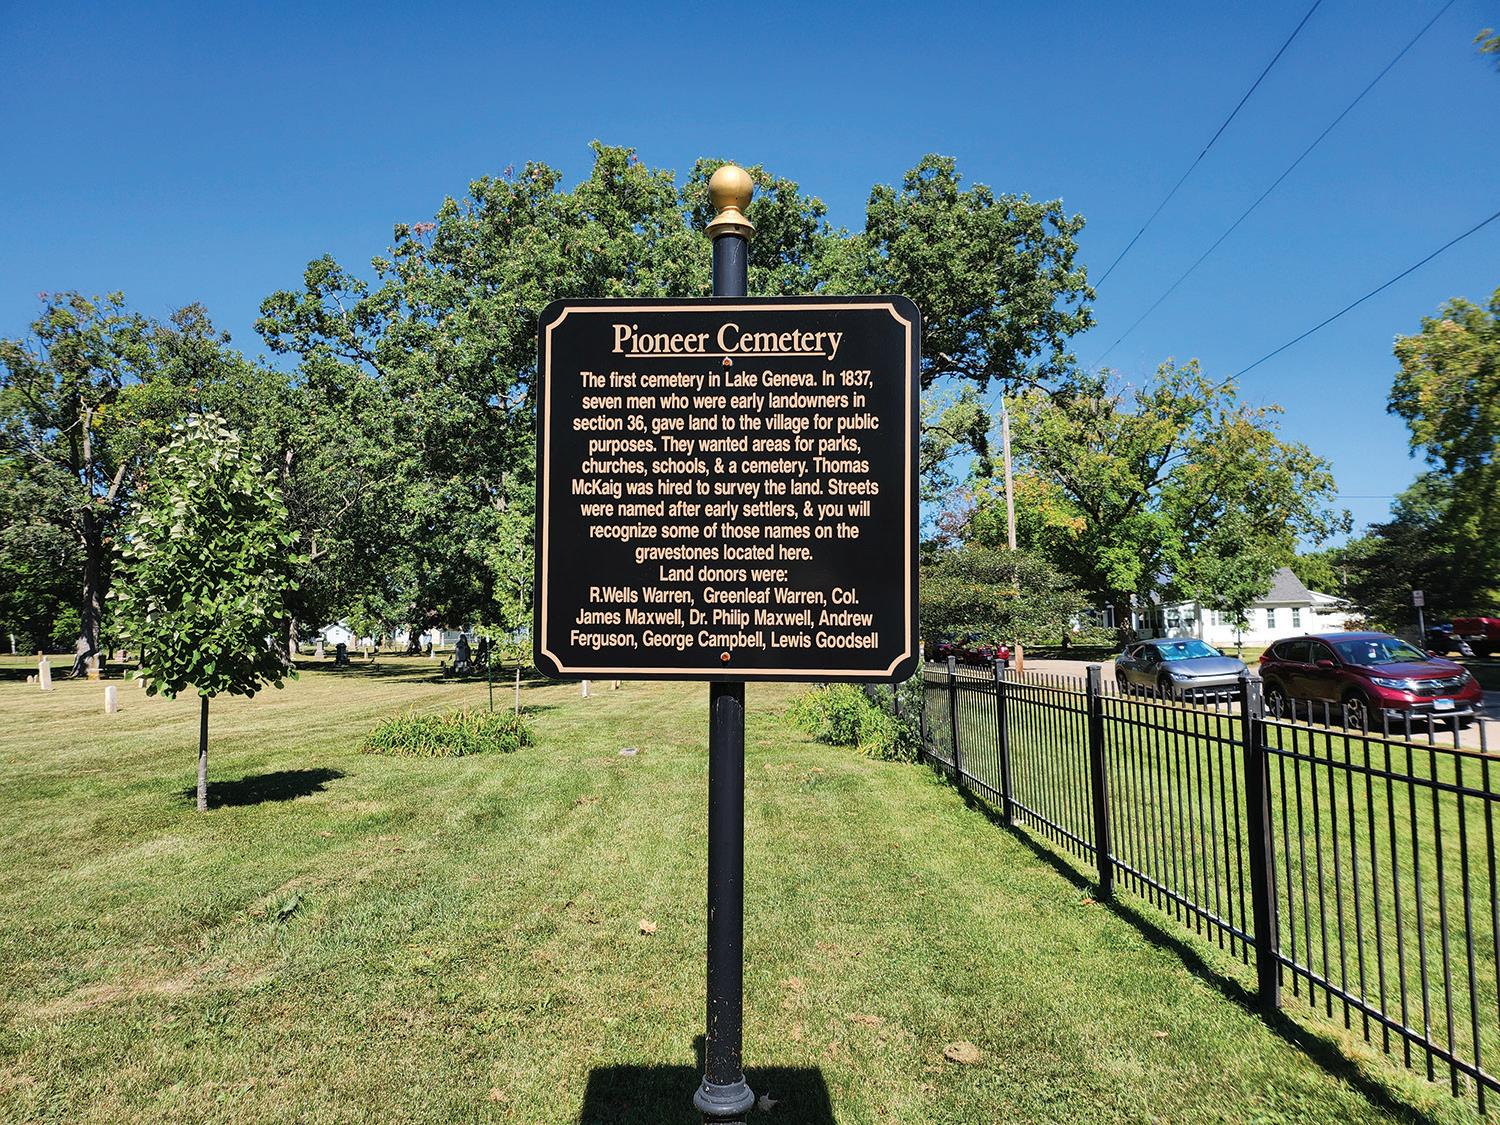 Pioneer Cemetery
The first cemetery in Lake Geneva. In 1837,
seven men who were early landowners in
section 36, gave land to the village for public
purposes. They wanted areas for parks,
churches, schools, & a cemetery. Thomas
McKaig was hired to survey the land. Streets
were named after early settlers, & you will
recognize some of those names on the
gravestones located here.
Land donors were:
R.Wells Warren, Greenleaf Warren, Col.
James Maxwell, Dr. Philip Maxwell, Andrew
Ferguson, George Campbell, Lewis Goodsell